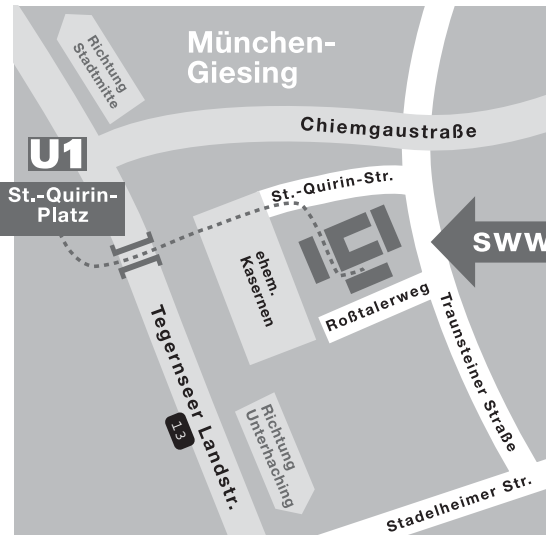 Richtung
Stadtmitte
München-
Giesing
Chiemgaustraße
U1
St.-Quirin-
Platz
St.-Quirin-Str.
SWW
ehem.
Kasernen
Roßtalerweg
Tegernseer Landstr.
13
Traunsteiner Straße
Richtung
Unterhaching
Stadelheimer Str.